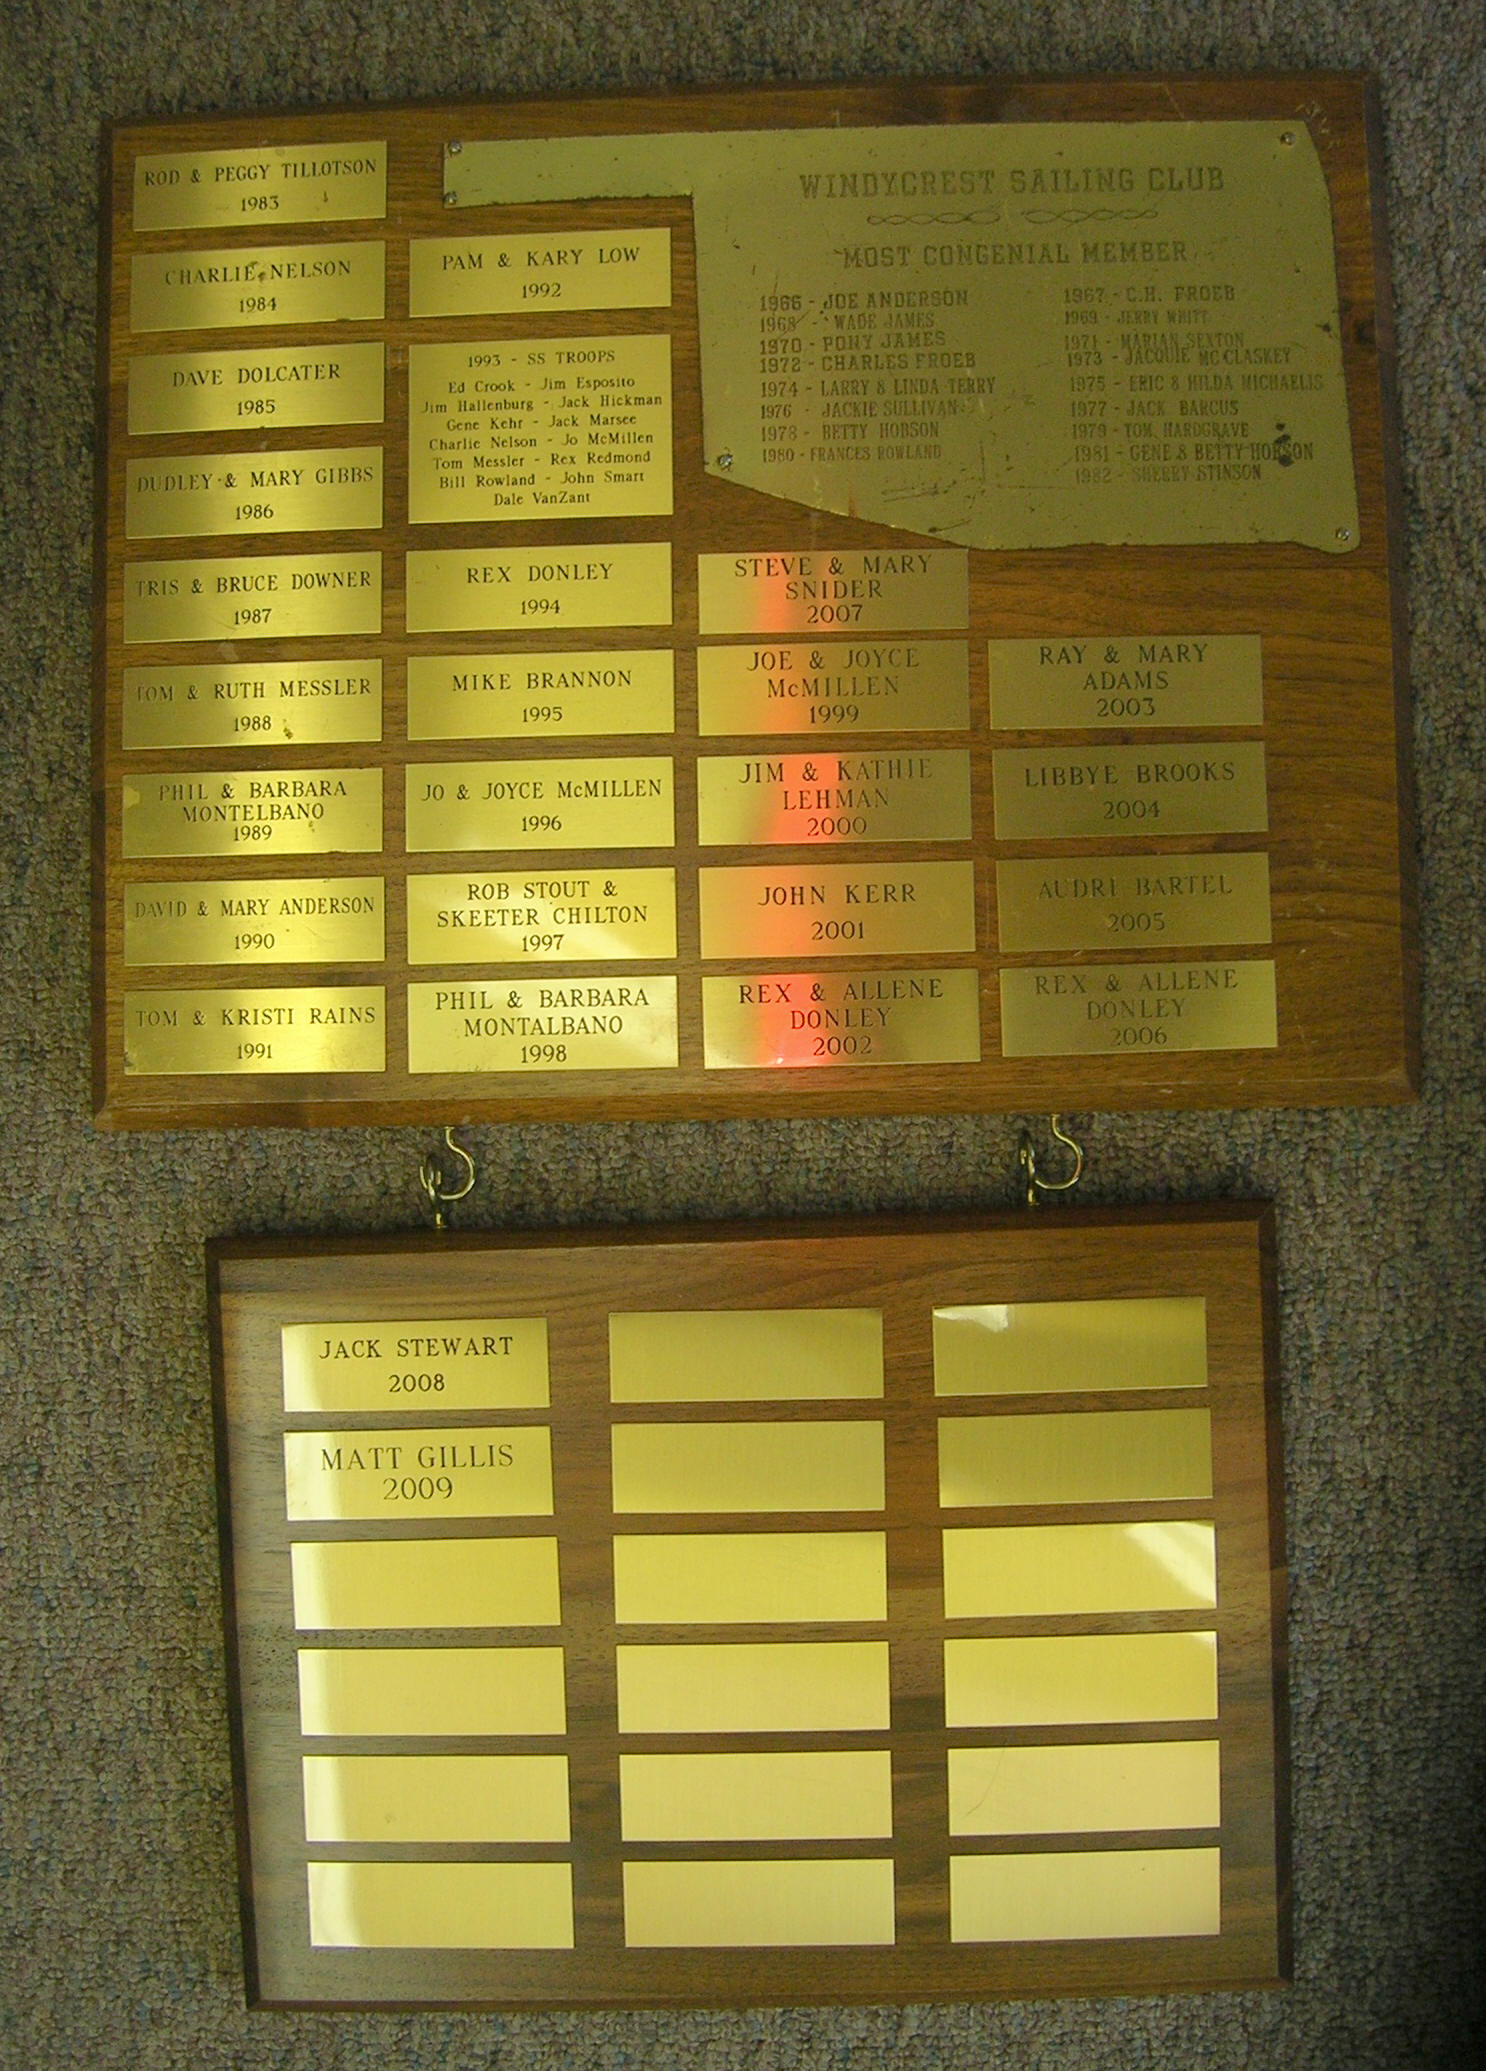 ROD & PEGGY TILLOTSON
1983
CHARLIE NELSON
1984
DAVE DOLCATER
1985
DUDLEY & MARY GIBBS
1986
TRIS & BRUCE DOWNER
1987
TOM & RUTH MESSLER
1988
PHIL & BARBARA
MONTELBANO
1989
DAVID & MARY ANDERSON
1990
TOM & KRISTI RAINS
1991
PAM & KARY LOW
1992
1993 - SS TROOPS
Ed Crook - Jim Esposito
Jim Hallenburg - Jack Hickman
Gene Kehr - Jack Marsee
Charlie Nelson - Jo McMillen
Tom Messler - Rex Redmond
Bill Rowland - John Smart
Dale VanZant
REX DONLEY
1994
MIKE BRANNON
1995
JO & JOYCE McMILLEN
1996
ROB STOUT &
SKEETER CHILTON
1997
PHIL & BARBARA
MONTALBANO
1998
WINDYCREST SAILING CLUB
MOST CONGENIAL MEMBER
1966 - JOE ANDERSON
1968 - WADE JAMES
1970 - PONY JAMES
1972 - CHARLES FROEB
1974 - LARRY & LINDA TERRY
1976 - JACKIE SULLIVAN
1978 - BETTY HOBSON
1980 - FRANCES ROWLAND
1967 - C.H. FROEB
1969 - JERRY WHITT
1971 - MARIAN SEXTON
1973 - JACQUIE McCLASKEY
1975 - ERIC & HILDA MICHAELIS
1977 - JACK BARCUS
1979 - TOM HARDGRAVE
1981 - GENE & BETTY HOBSON
1982 - SHERRY STINSON
STEVE & MARY
SNIDER
2007
JOE & JOYCE
McMILLEN
1999
JIM & KATHIE
LEHMAN
2000
JOHN KERR
2001
REX & ALLENE
DONLEY
2002
RAY & MARY
ADAMS
2003
LIBBYE BROOKS
2004
AUDRI BARTEL
2005
REX & ALLENE
DONLEY
2006
JACK STEWART
2008
MATT GILLIS
2009